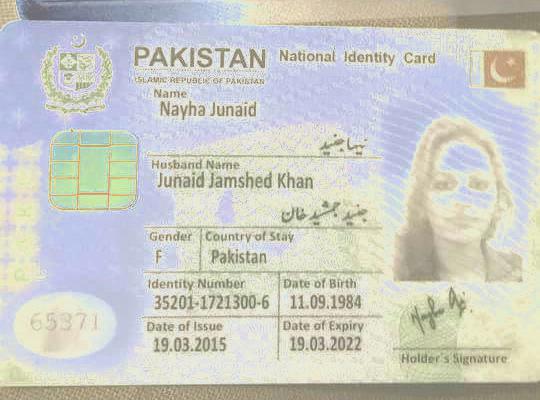 PAKISTAN National Identity Card
ISLAMIC REPUBLIC OF PAKISTAN
Name
Nayha Junaid
نیہا جنید
Husband Name
Junaid Jamshed Khan
جنید جمشید خان
Gender Country of Stay
F Pakistan
Identity Number Date of Birth
35201-1721300-6 11.09.1984
Date of Issue Date of Expiry
19.03.2015 19.03.2022
65371
Holder's Signature